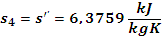 s₄ = s'' = 6,3759 kJ/kgK